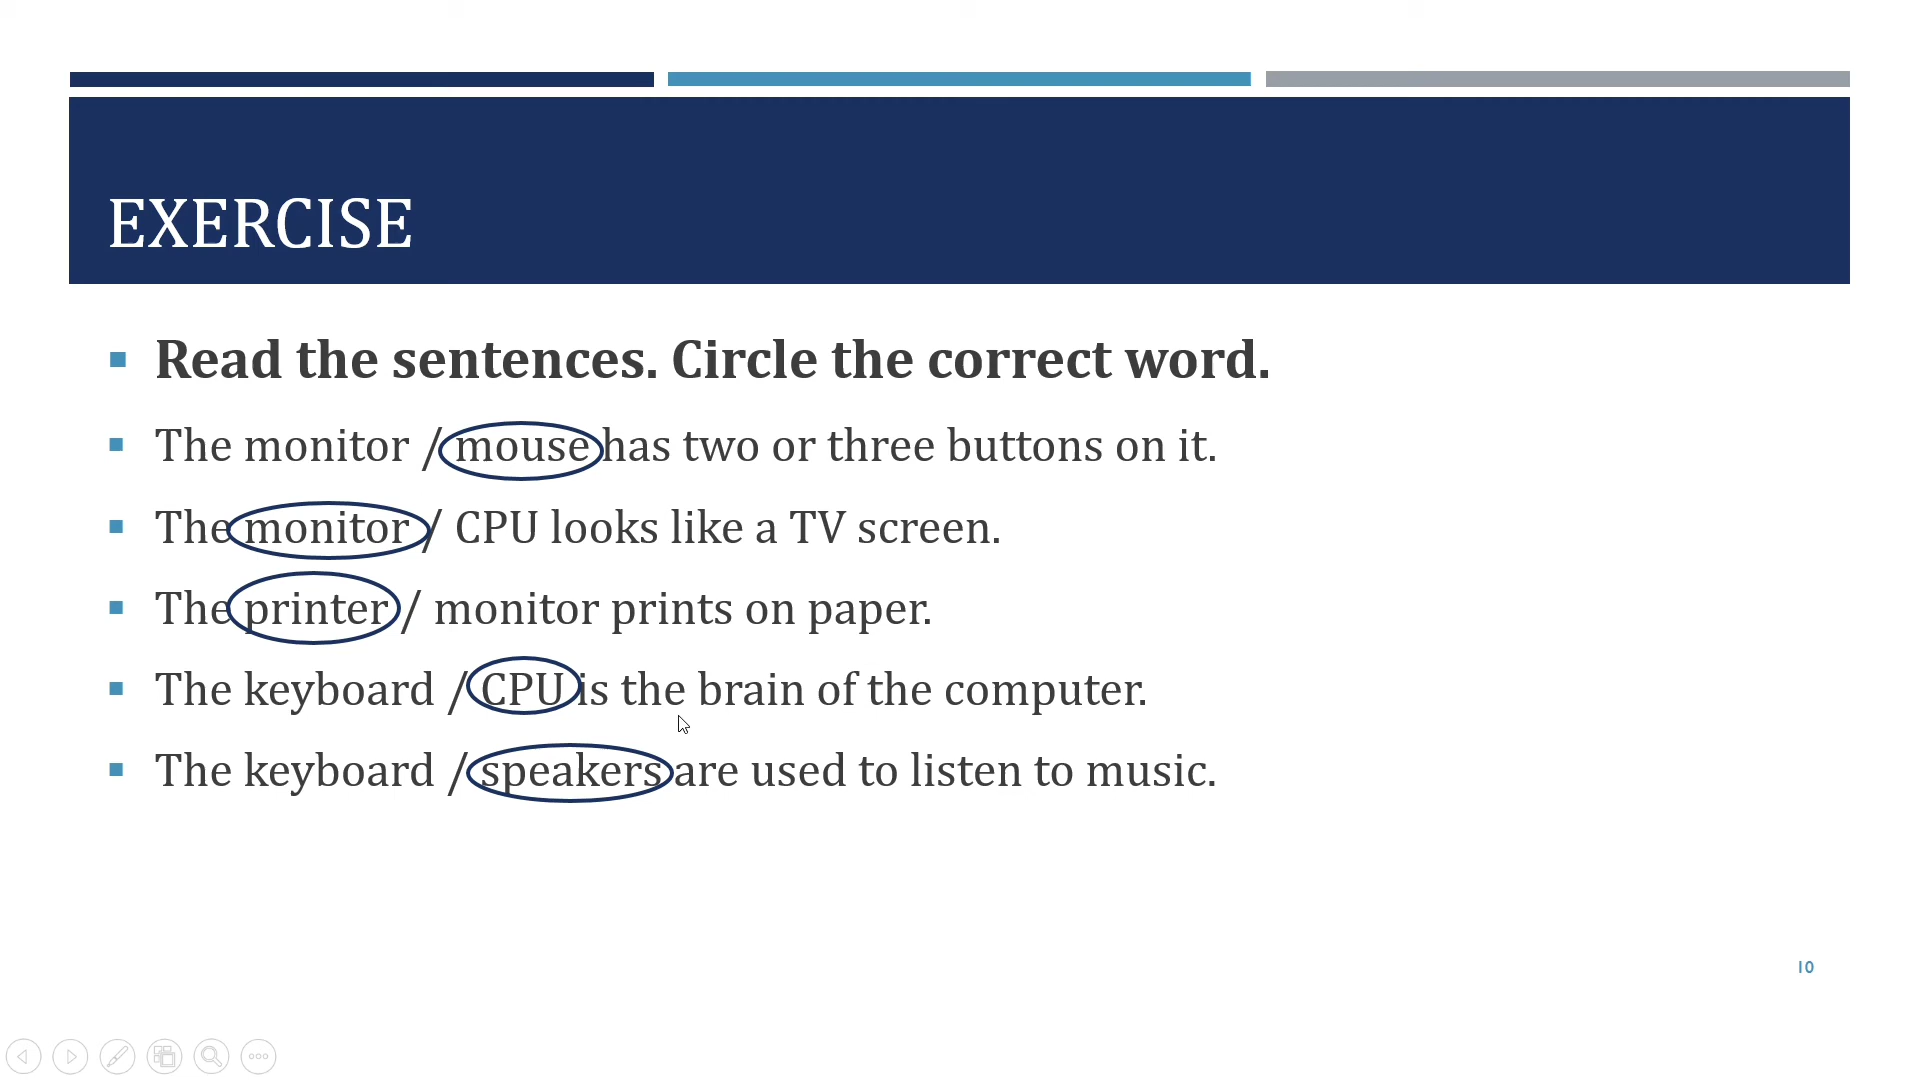 EXERCISE
Read the sentences. Circle the correct word.
The monitor / mouse has two or three buttons on it.
The monitor / CPU looks like a TV screen.
The printer / monitor prints on paper.
The keyboard / CPU is the brain of the computer.
The keyboard / speakers are used to listen to music.
10